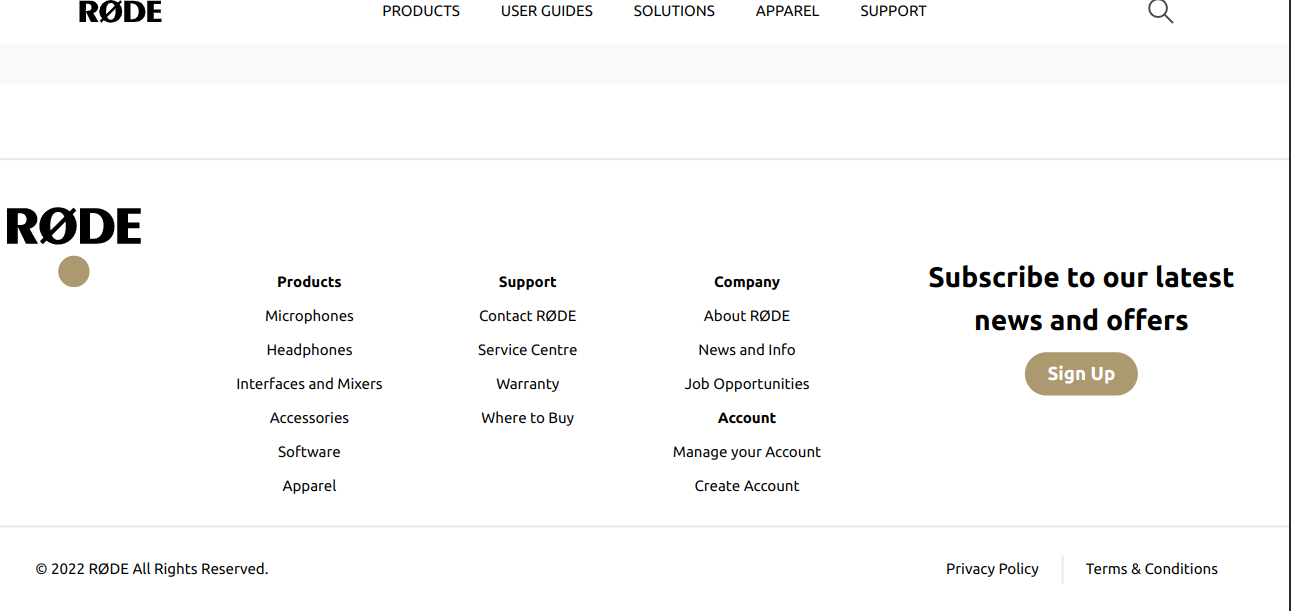 RØDE
PRODUCTS
USER GUIDES
SOLUTIONS
APPAREL
SUPPORT
RØDE
Products
Microphones
Headphones
Interfaces and Mixers
Accessories
Software
Apparel
Support
Contact RØDE
Service Centre
Warranty
Where to Buy
Company
About RØDE
News and Info
Job Opportunities
Account
Manage your Account
Create Account
Subscribe to our latest
news and offers
Sign Up
© 2022 RØDE All Rights Reserved.
Privacy Policy
Terms & Conditions